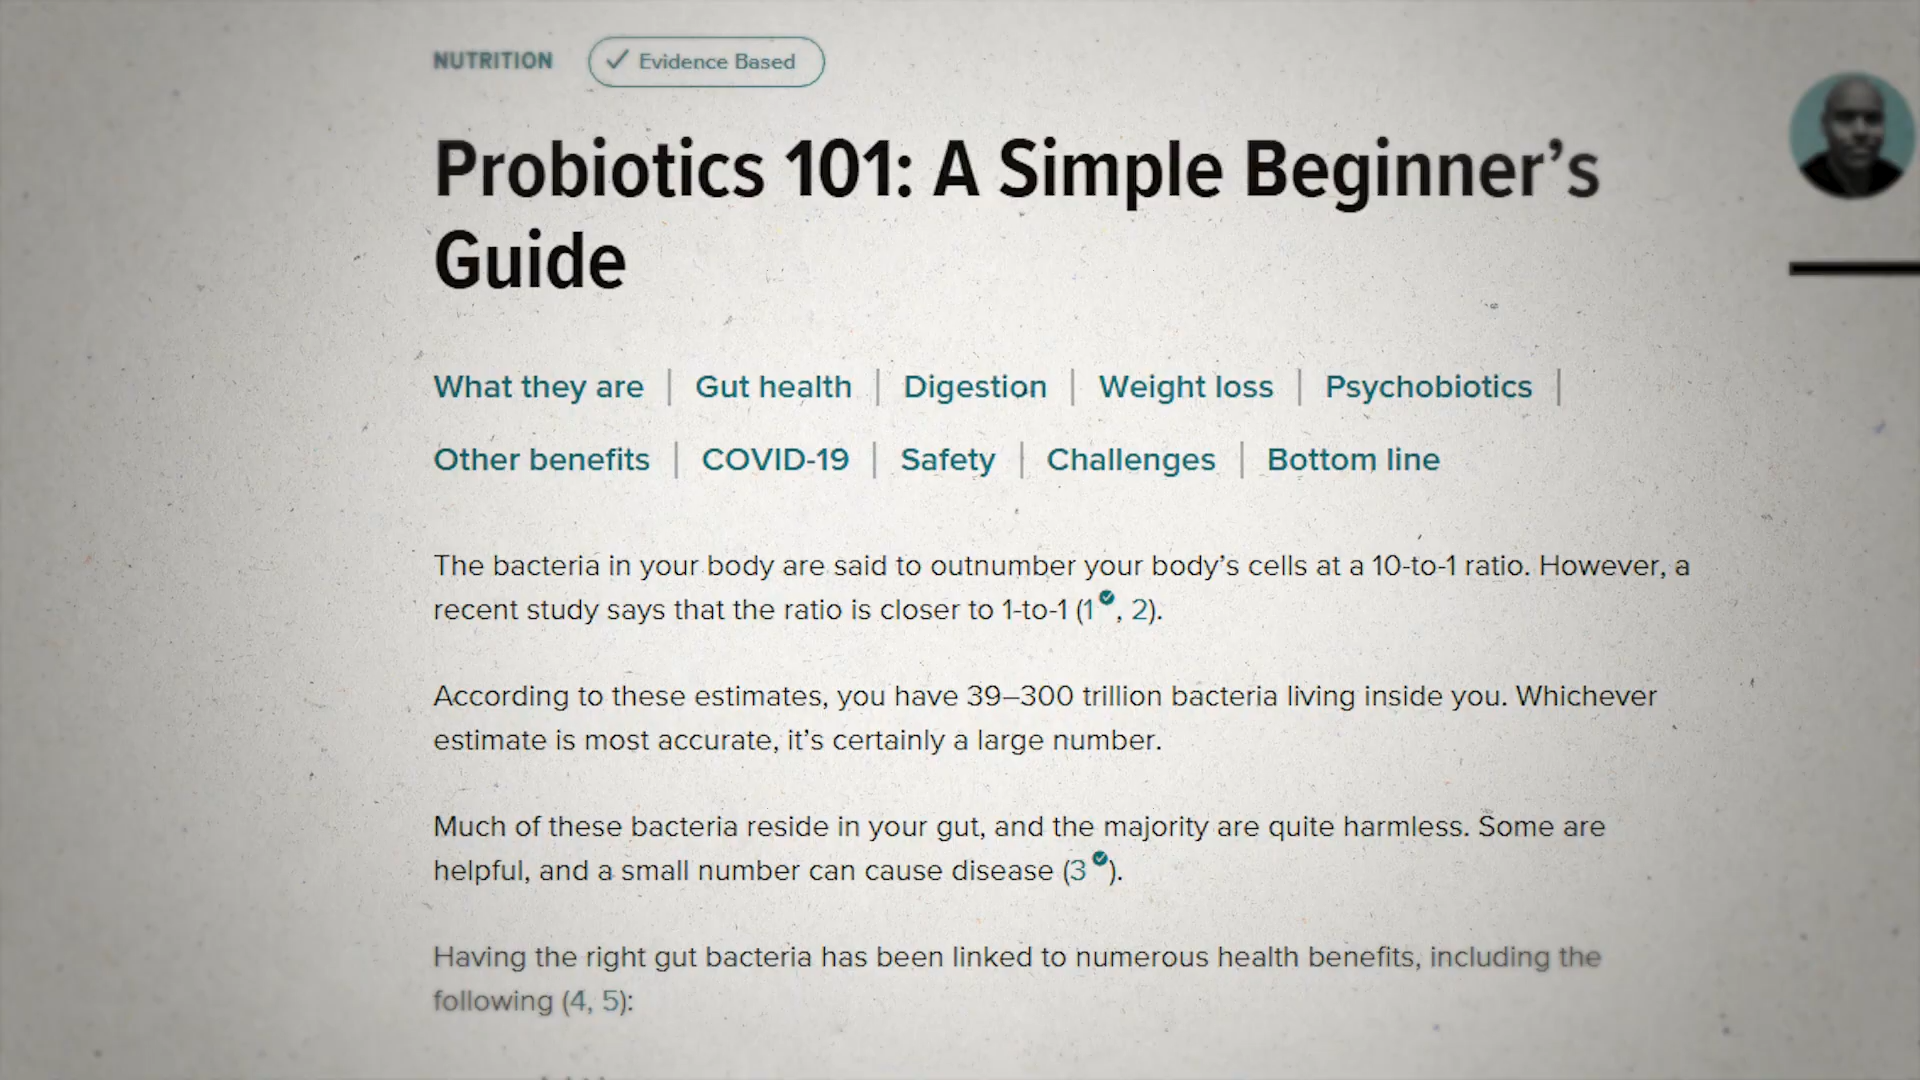 NUTRITION Evidence Based
Probiotics 101: A Simple Beginner’s
Guide
What they are | Gut health | Digestion | Weight loss | Psychobiotics |
Other benefits | COVID-19 | Safety | Challenges | Bottom line
The bacteria in your body are said to outnumber your body’s cells at a 10-to-1 ratio. However, a
recent study says that the ratio is closer to 1-to-1 (1, 2).
According to these estimates, you have 39–300 trillion bacteria living inside you. Whichever
estimate is most accurate, it’s certainly a large number.
Much of these bacteria reside in your gut, and the majority are quite harmless. Some are
helpful, and a small number can cause disease (3).
Having the right gut bacteria has been linked to numerous health benefits, including the
following (4, 5):